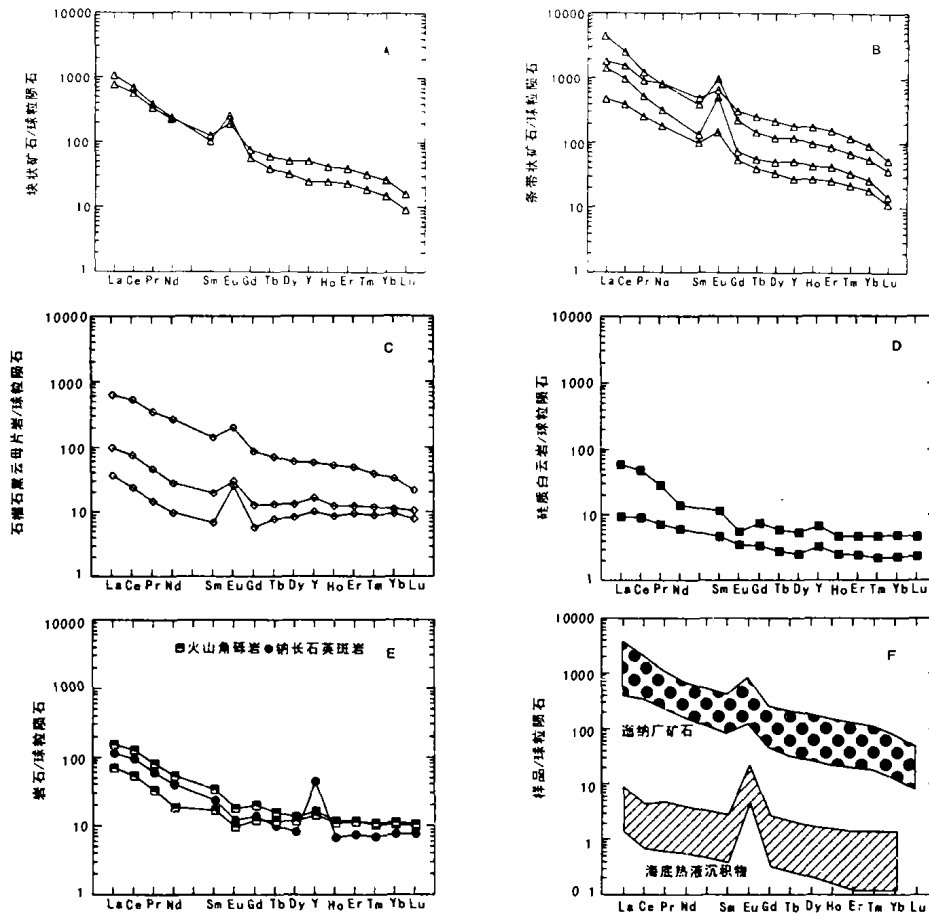 A
块状矿石/球粒陨石
10000
1000
100
10
1
La Ce Pr Nd Sm Eu Gd Tb Dy Y Ho Er Tm Yb Lu
B
条带状矿石/球粒陨石
10000
1000
100
10
1
La Ce Pr Nd Sm Eu Gd Tb Dy Y Ho Er Tm Yb Lu
C
石榴石黑云母片岩/球粒陨石
10000
1000
100
10
1
La Ce Pr Nd Sm Eu Gd Tb Dy Y Ho Er Tm Yb Lu
D
硅质白云岩/球粒陨石
10000
1000
100
10
1
La Ce Pr Nd Sm Eu Gd Tb Dy Y Ho Er Tm Yb Lu
E
火山角砾岩 钠长石英斑岩
岩石/球粒陨石
10000
1000
100
10
1
La Ce Pr Nd Sm Eu Gd Tb Dy Y Ho Er Tm Yb Lu
F
样品/球粒陨石
10000
1000
100
10
1
0 1
迤纳厂矿石
海底热液沉积物
La Ce Pr Nd Sm Eu Gd Tb Dy Y Ho Er Tm Yb Lu